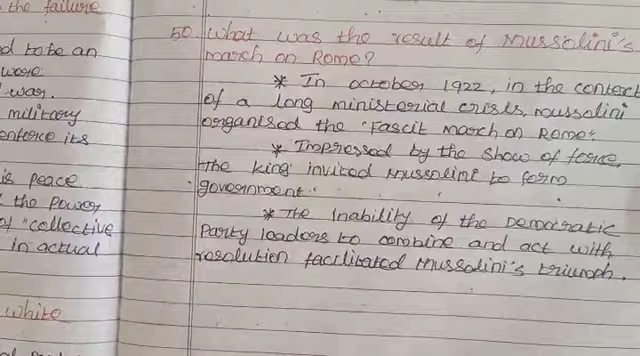 the failure
d to be an
were
war.
military
enforce its
is peace
the Power
of "collective
in actual
white
50. What was the result of Mussolini's
march on Rome?
* In october 1922, in the context
of a long ministerial crisis, Mussolini
organised the "Fascit march on Rome".
* Impressed by the show of force,
the king invited Mussolini to form
government.
* The Inability of the Democratic
Party leaders to combine and act with
resolution facilitated Mussolini's triumph.